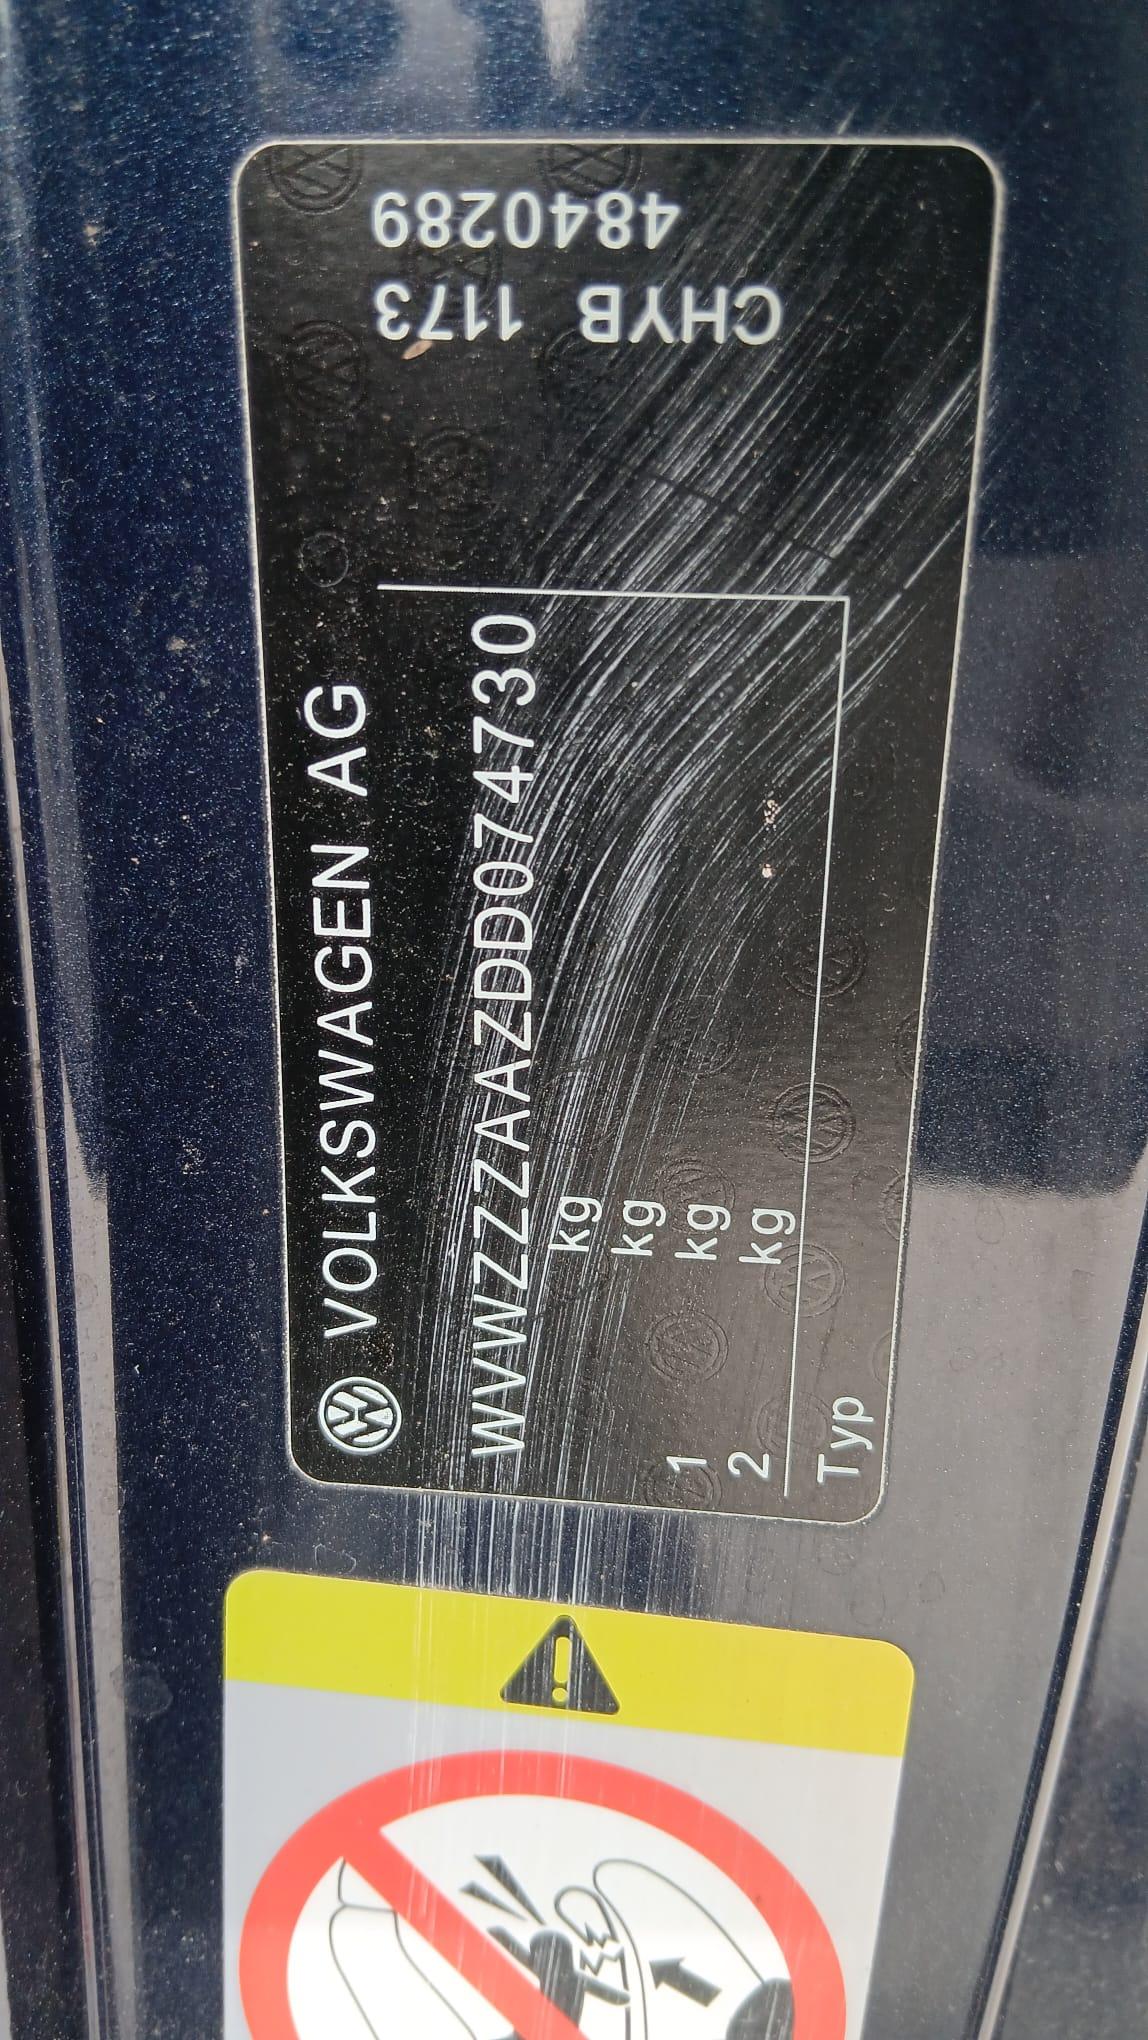 VOLKSWAGEN AG
WVWZZZAAZDD074730
kg
kg
1 kg
2 kg
Typ
CHYB 1173
4840289